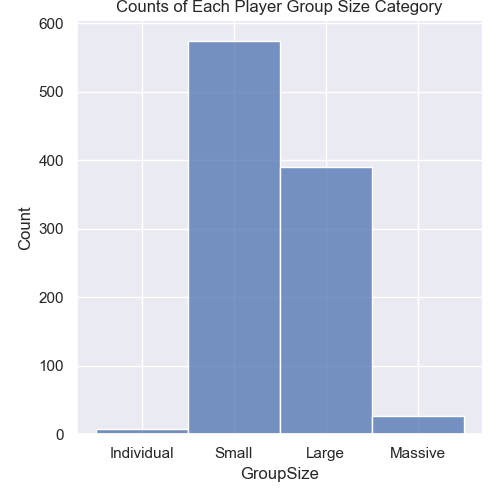 Counts of Each Player Group Size Category
600
500
400
300
200
100
0
Count
Individual Small Large Massive
GroupSize